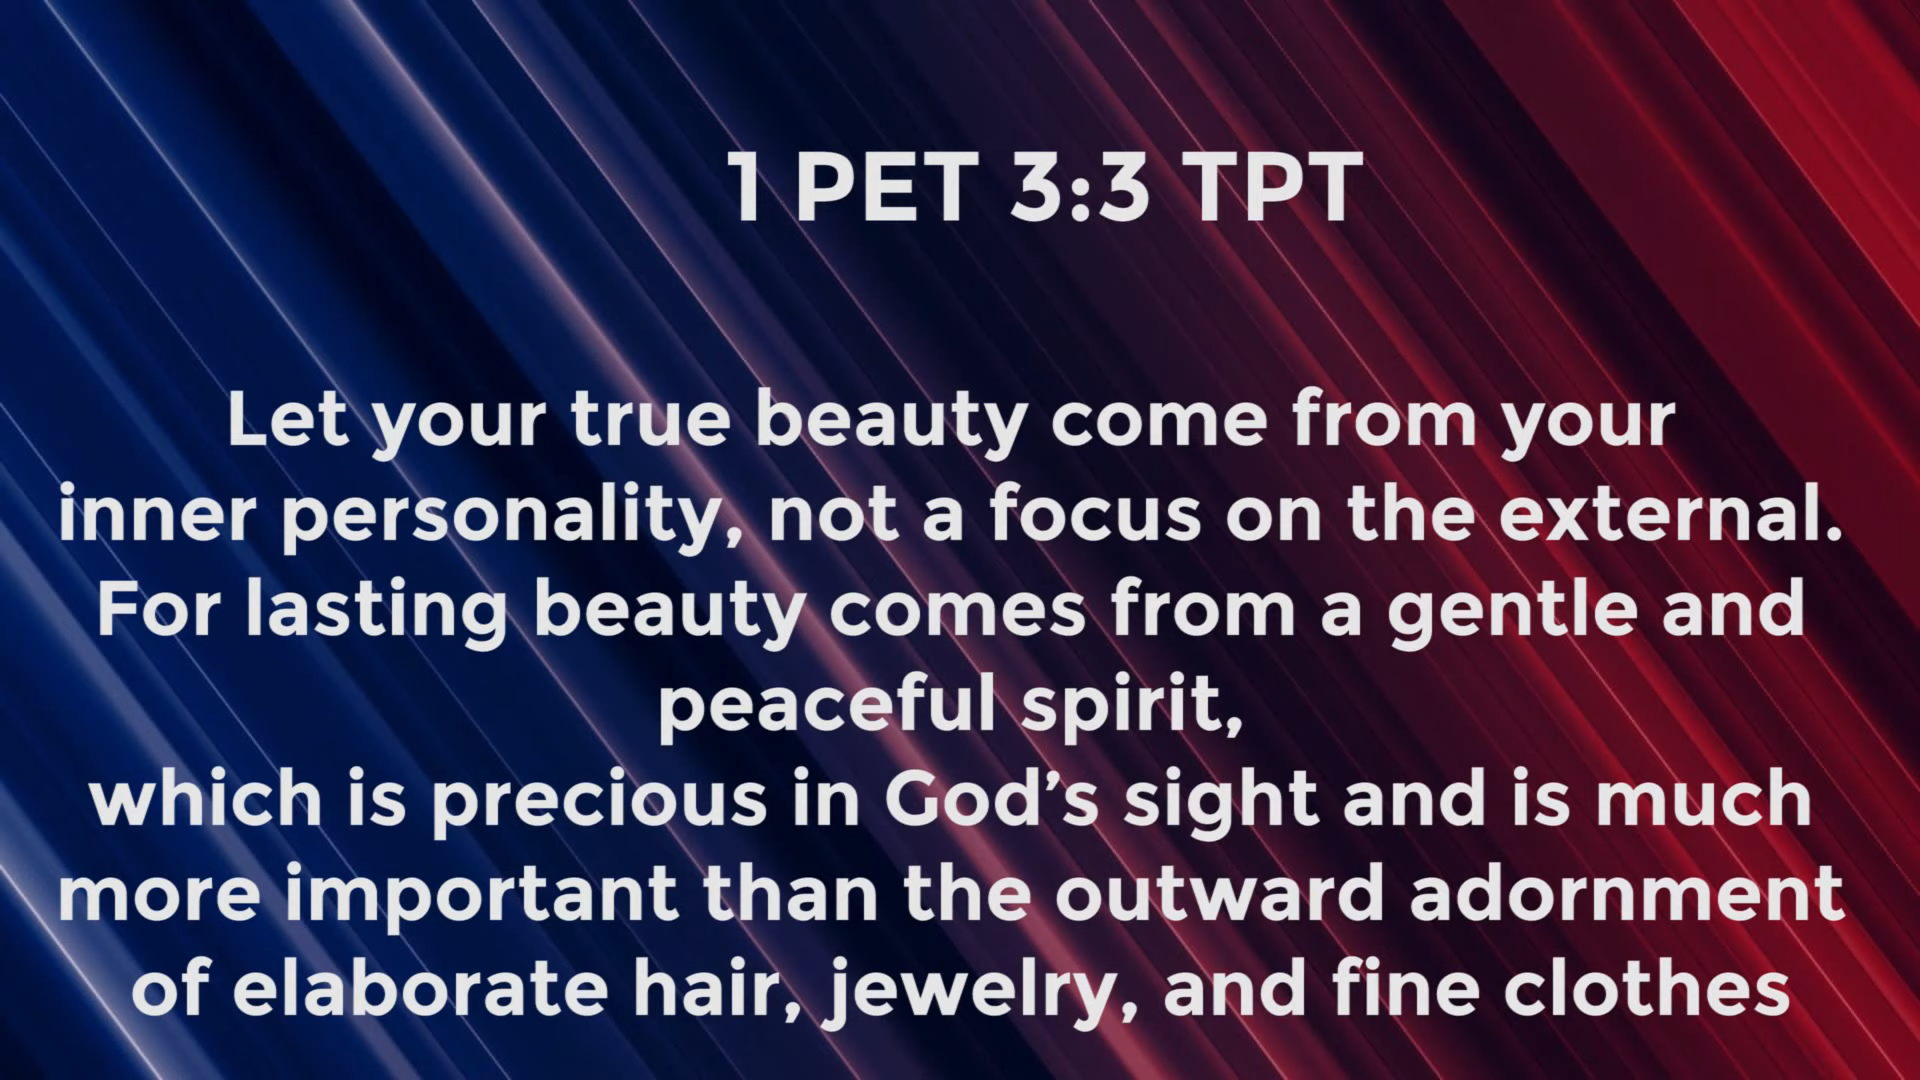 1 PET 3:3 TPT
Let your true beauty come from your
inner personality, not a focus on the external.
For lasting beauty comes from a gentle and
peaceful spirit,
which is precious in God’s sight and is much
more important than the outward adornment
of elaborate hair, jewelry, and fine clothes